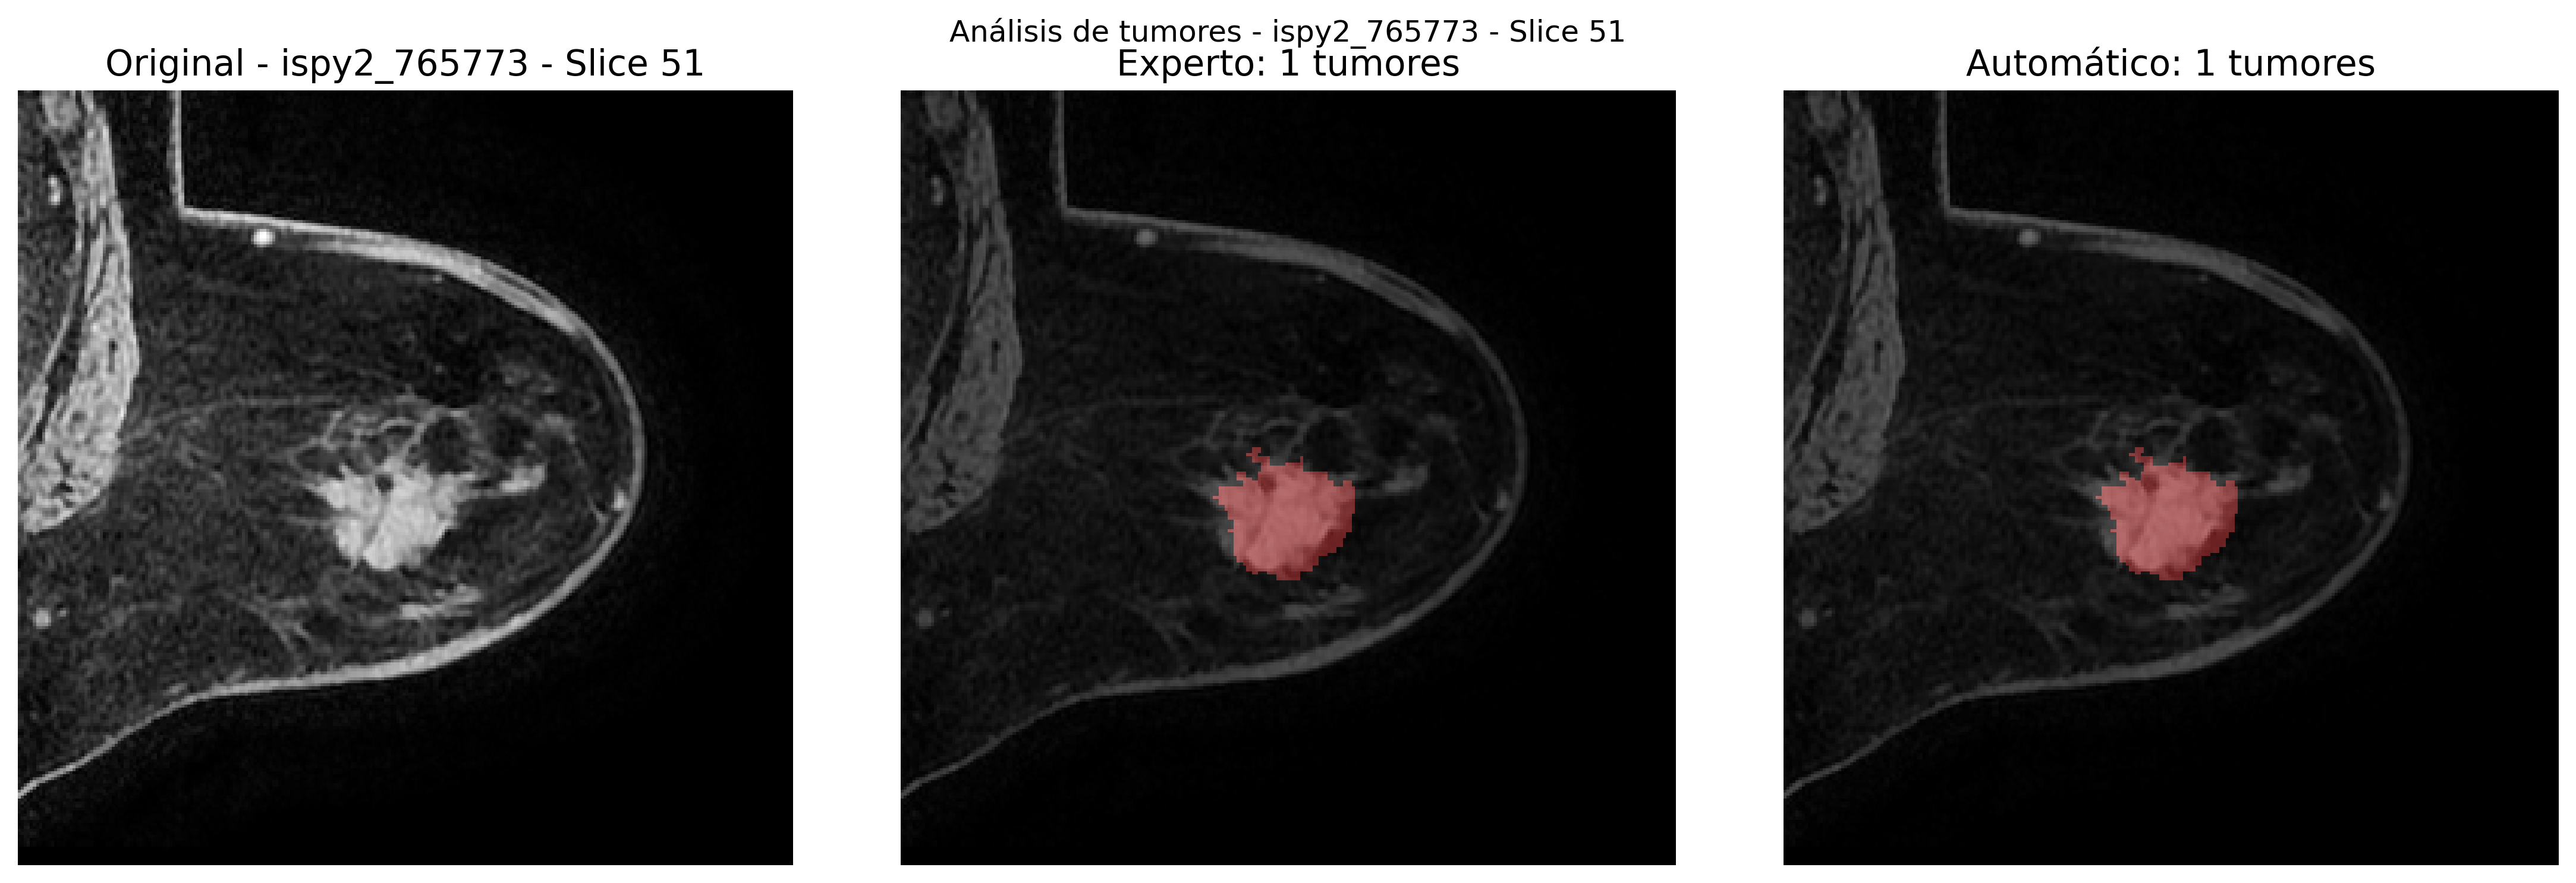 Análisis de tumores - ispy2_765773 - Slice 51
Original - ispy2_765773 - Slice 51
Experto: 1 tumores
Automático: 1 tumores